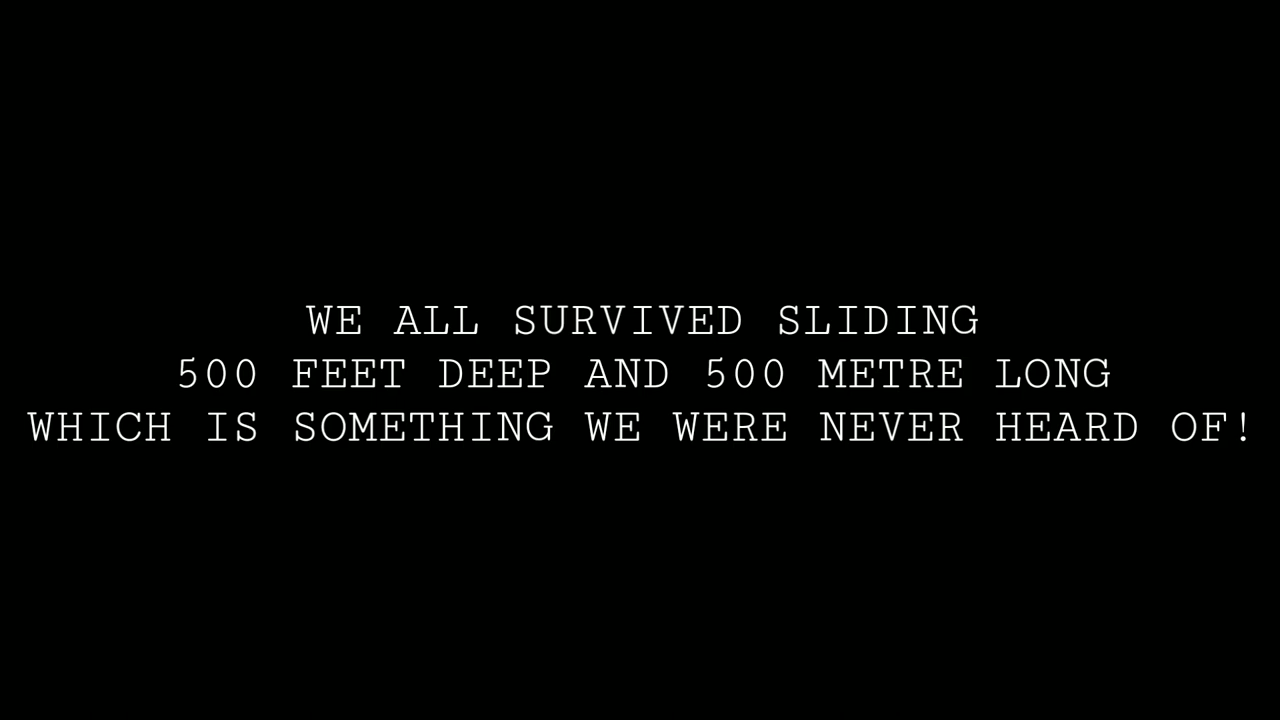 WE ALL SURVIVED SLIDING
500 FEET DEEP AND 500 METRE LONG
WHICH IS SOMETHING WE WERE NEVER HEARD OF!